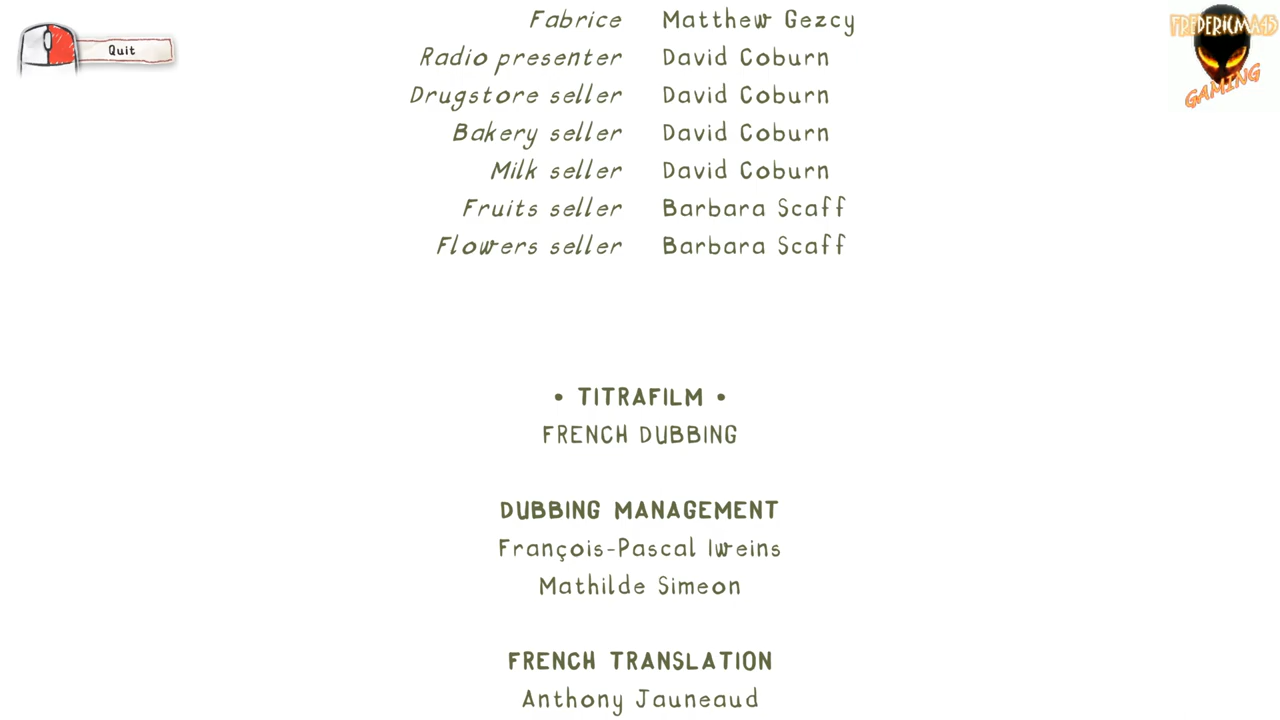 Quit
FREDERICMA45
GAMING
Fabrice Matthew Gezcy
Radio presenter David Coburn
Drugstore seller David Coburn
Bakery seller David Coburn
Milk seller David Coburn
Fruits seller Barbara Scaff
Flowers seller Barbara Scaff
• TITRAFILM •
FRENCH DUBBING
DUBBING MANAGEMENT
François-Pascal Iweins
Mathilde Simeon
FRENCH TRANSLATION
Anthony Jauneaud